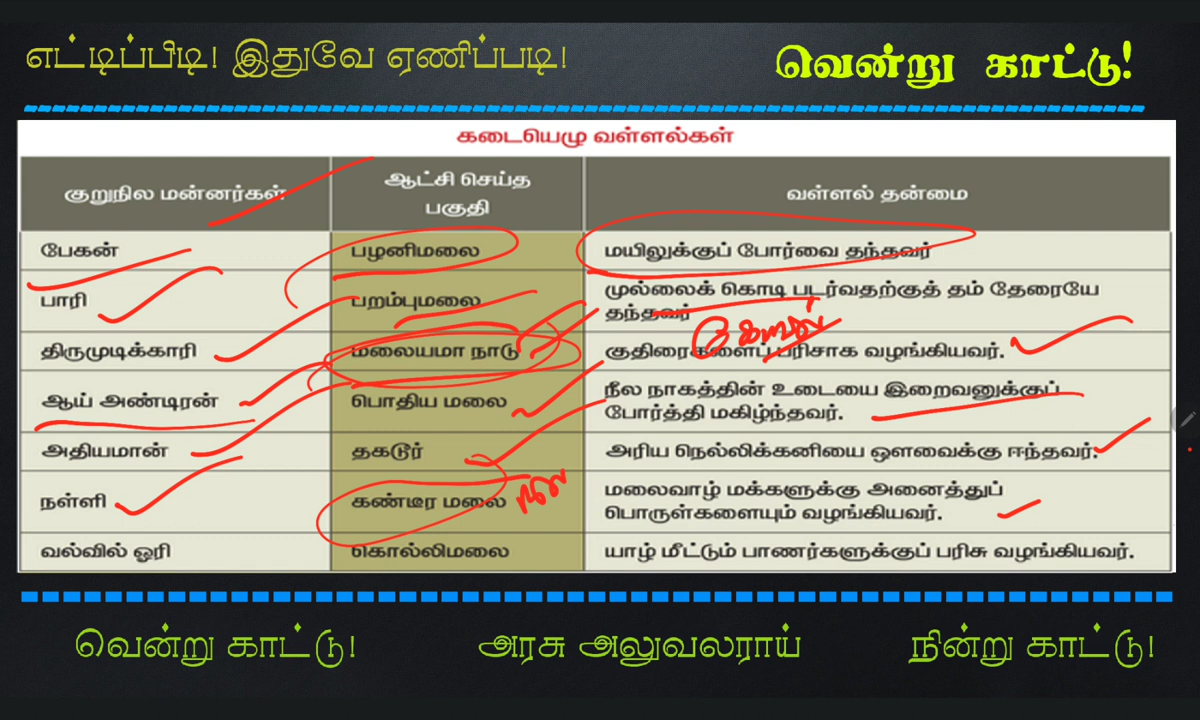 எட்டிப்பிடி! இதுவே ஏணிப்படி!
வென்று காட்டு!
கடையெழு வள்ளல்கள்
குறுநில மன்னர்கள்
ஆட்சி செய்த
பகுதி
வள்ளல் தன்மை
பேகன்
பழனிமலை
மயிலுக்குப் போர்வை தந்தவர்
பாரி
பறம்புமலை
முல்லைக் கொடி படர்வதற்குத் தம் தேரையே
தந்தவர்
திருமுடிக்காரி
மலையமா நாடு
குதிரைகளைப் பரிசாக வழங்கியவர்.
ஆய் அண்டிரன்
பொதிய மலை
நீல நாகத்தின் உடையை இறைவனுக்குப்
போர்த்தி மகிழ்ந்தவர்.
அதியமான்
தகடூர்
அரிய நெல்லிக்கனியை ஔவைக்கு ஈந்தவர்.
நள்ளி
கண்டீர மலை
மலைவாழ் மக்களுக்கு அனைத்துப்
பொருள்களையும் வழங்கியவர்.
வல்வில் ஓரி
கொல்லிமலை
யாழ் மீட்டும் பாணர்களுக்குப் பரிசு வழங்கியவர்.
வென்று காட்டு!
அரசு அலுவலராய்
நின்று காட்டு!